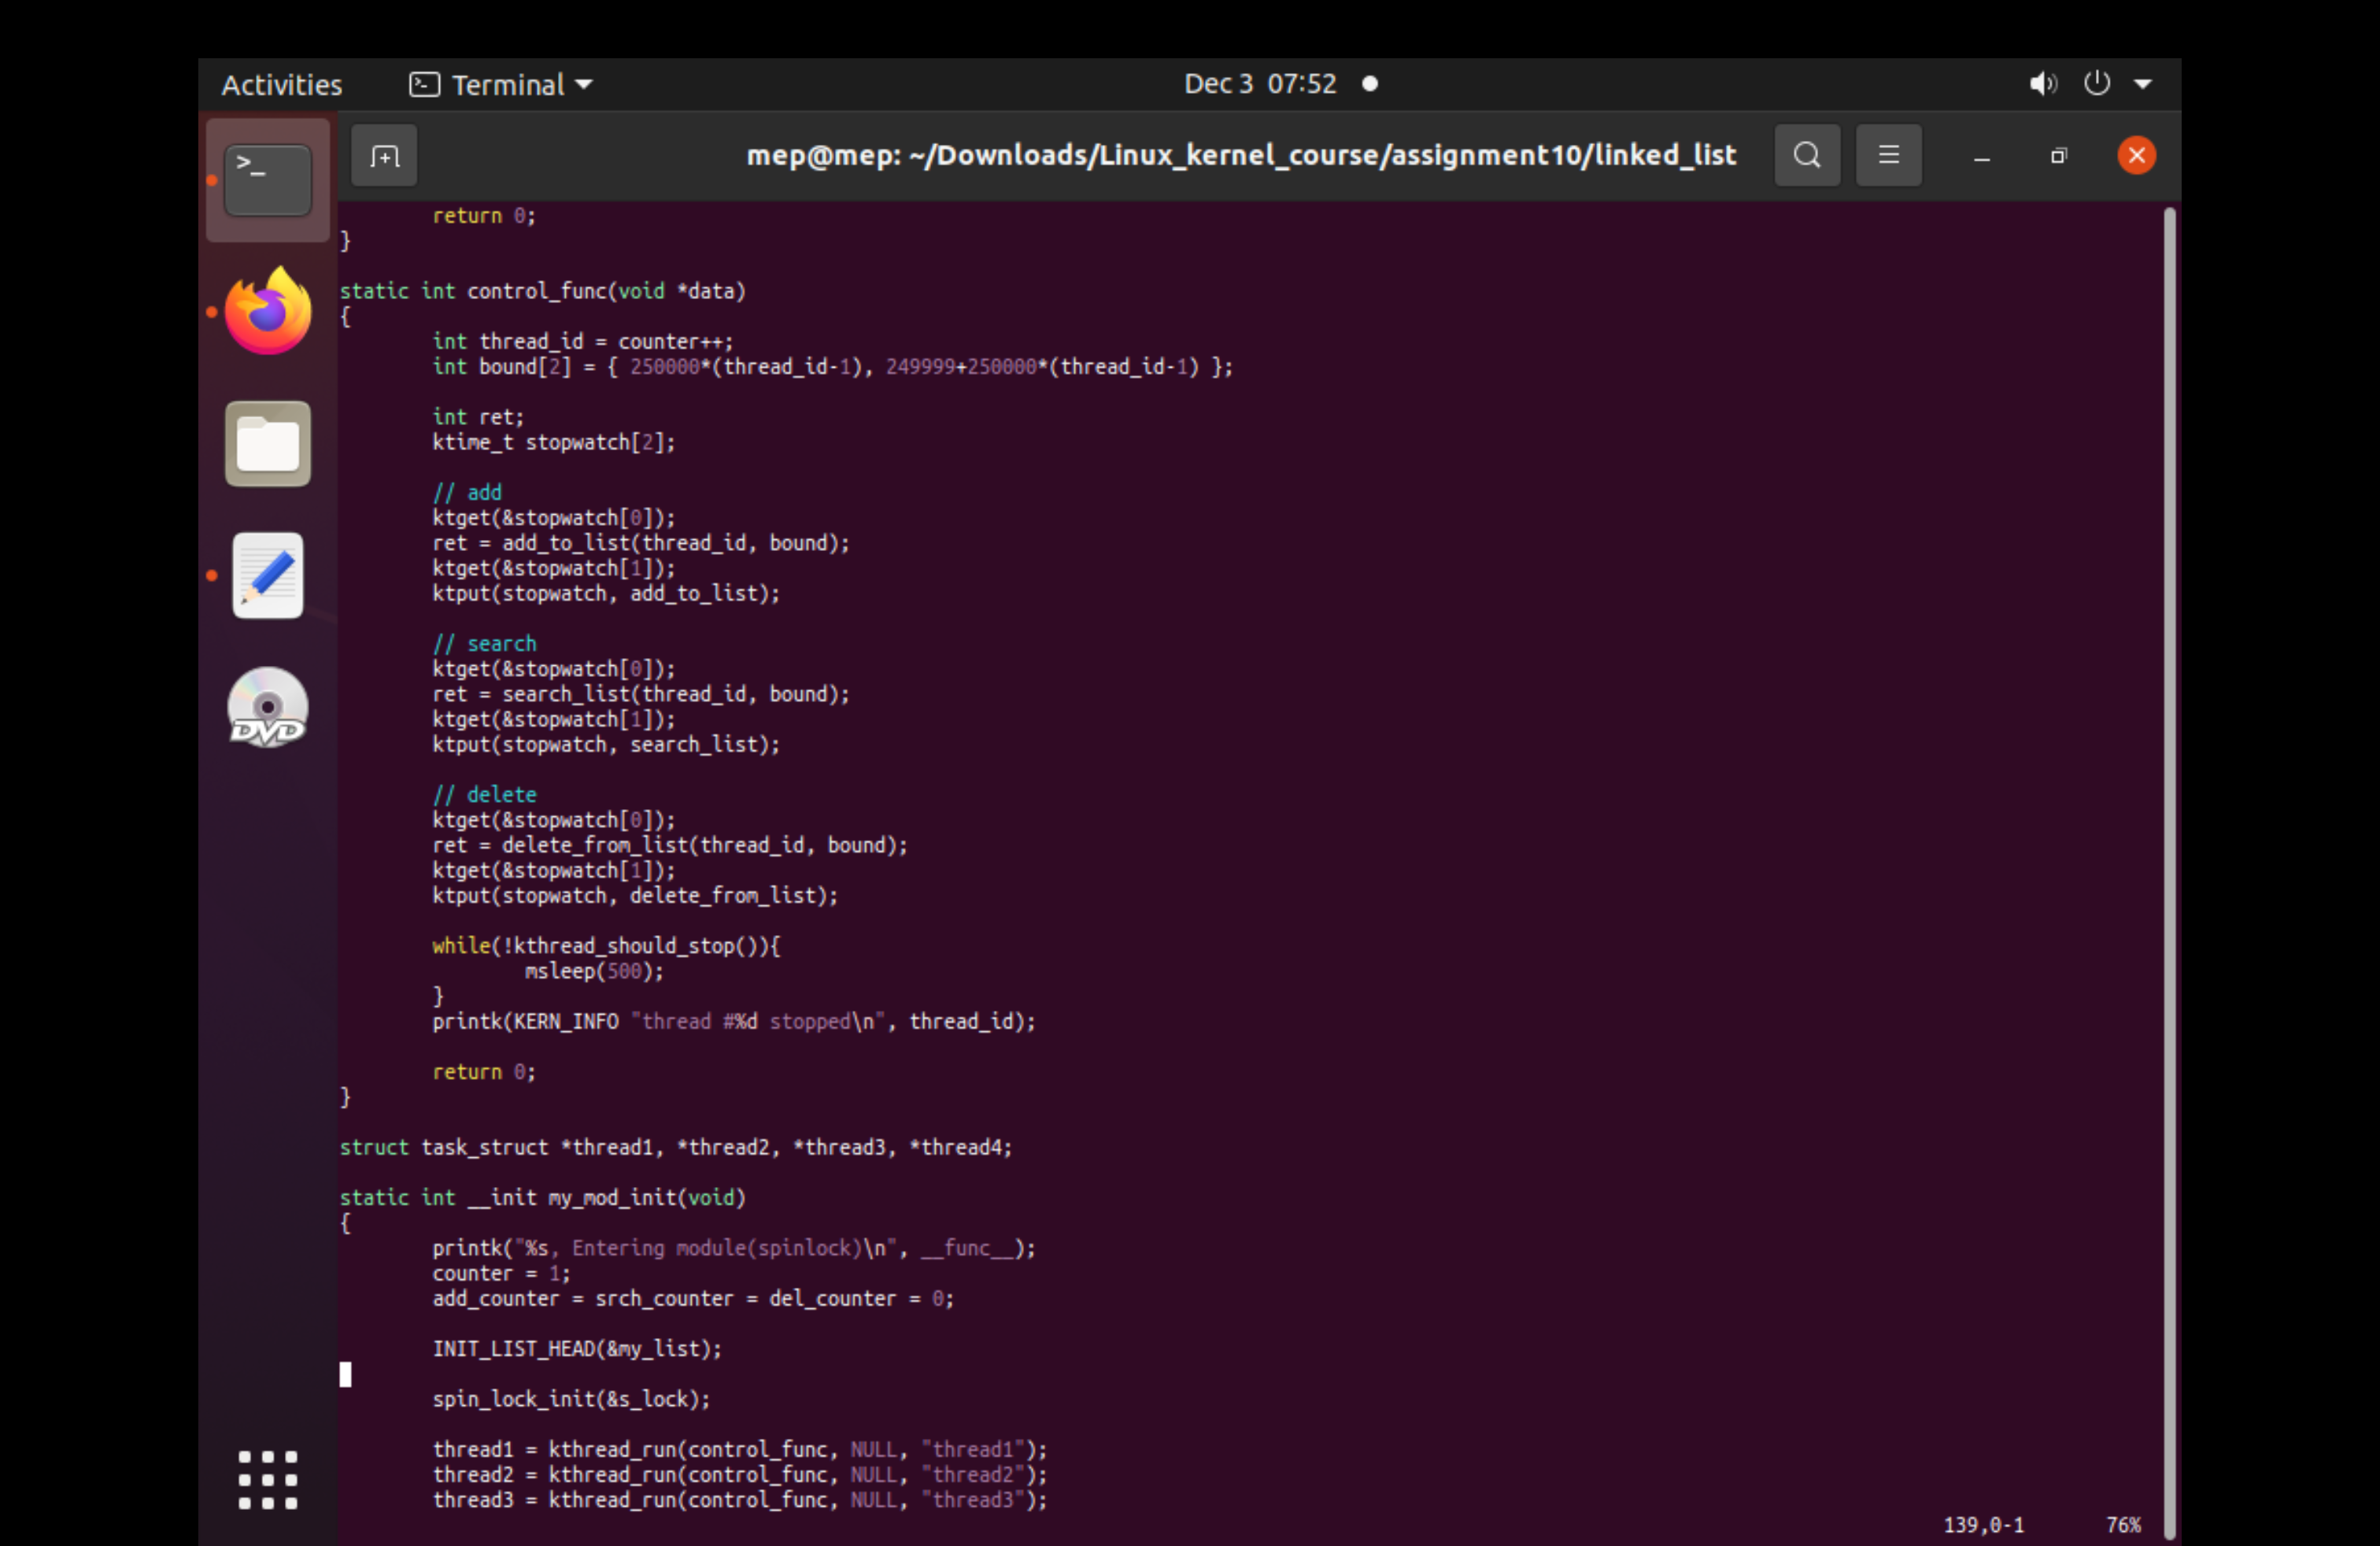 Activities
Terminal
Dec 3 07:52
mep@mep: ~/Downloads/Linux_kernel_course/assignment10/linked_list
>_
return 0;
}
static int control_func(void *data)
{
int thread_id = counter++;
int bound[2] = { 250000*(thread_id-1), 249999+250000*(thread_id-1) };
int ret;
ktime_t stopwatch[2];
// add
ktget(&stopwatch[0]);
ret = add_to_list(thread_id, bound);
ktget(&stopwatch[1]);
ktput(stopwatch, add_to_list);
// search
ktget(&stopwatch[0]);
ret = search_list(thread_id, bound);
ktget(&stopwatch[1]);
ktput(stopwatch, search_list);
// delete
ktget(&stopwatch[0]);
ret = delete_from_list(thread_id, bound);
ktget(&stopwatch[1]);
ktput(stopwatch, delete_from_list);
while(!kthread_should_stop()){
msleep(500);
}
printk(KERN_INFO "thread #%d stopped\n", thread_id);
return 0;
}
struct task_struct *thread1, *thread2, *thread3, *thread4;
static int __init my_mod_init(void)
{
printk("%s, Entering module(spinlock)\n", __func__);
counter = 1;
add_counter = srch_counter = del_counter = 0;
INIT_LIST_HEAD(&my_list);
spin_lock_init(&s_lock);
thread1 = kthread_run(control_func, NULL, "thread1");
thread2 = kthread_run(control_func, NULL, "thread2");
thread3 = kthread_run(control_func, NULL, "thread3");
139,0-1 76%
DVD